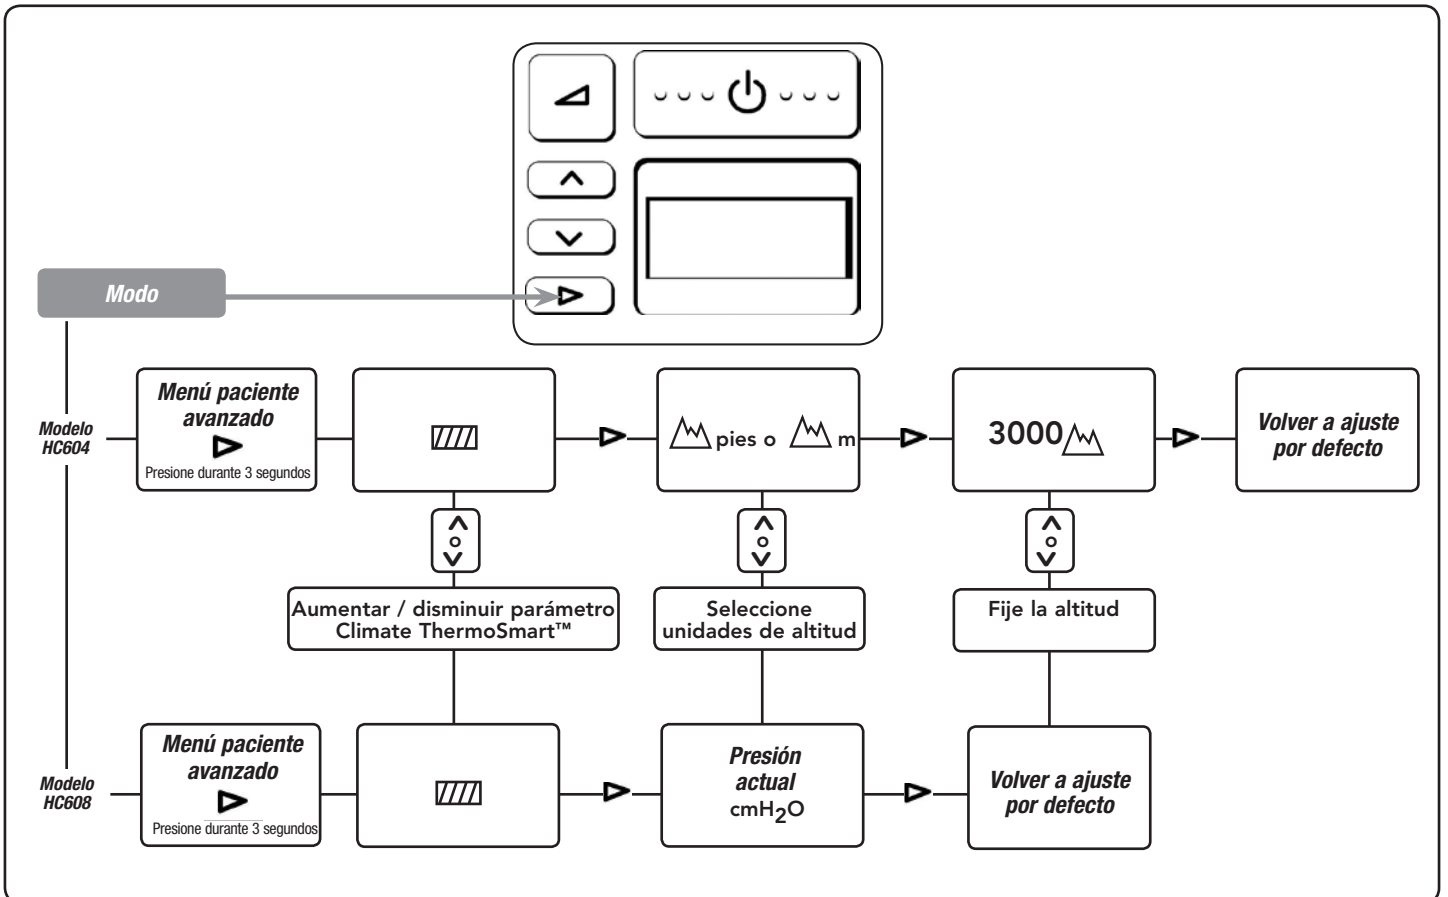 Modo
Modelo
HC604
Menú paciente
avanzado
Presione durante 3 segundos
pies o
m
3000
Volver a ajuste
por defecto
o
o
o
Aumentar / disminuir parámetro
Climate ThermoSmart™
Seleccione
unidades de altitud
Fije la altitud
Modelo
HC608
Menú paciente
avanzado
Presione durante 3 segundos
Presión
actual
cmH2O
Volver a ajuste
por defecto